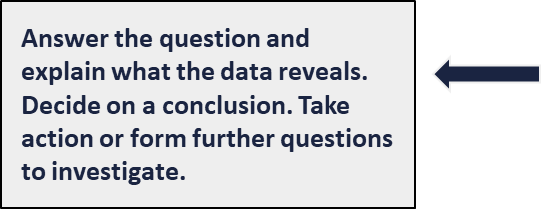 Answer the question and
explain what the data reveals.
Decide on a conclusion. Take
action or form further questions
to investigate.